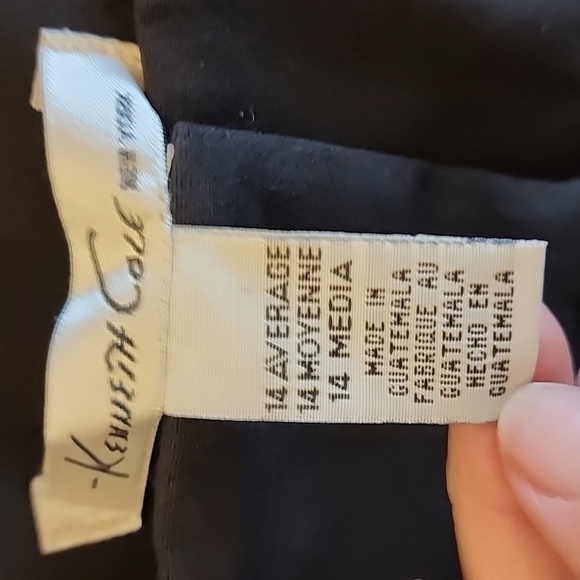 Kenneth Cole
NEW YORK
14 AVERAGE
14 MOYENNE
14 MEDIA
MADE IN
GUATEMALA
FABRIQUE AU
GUATEMALA
HECHO EN
GUATEMALA